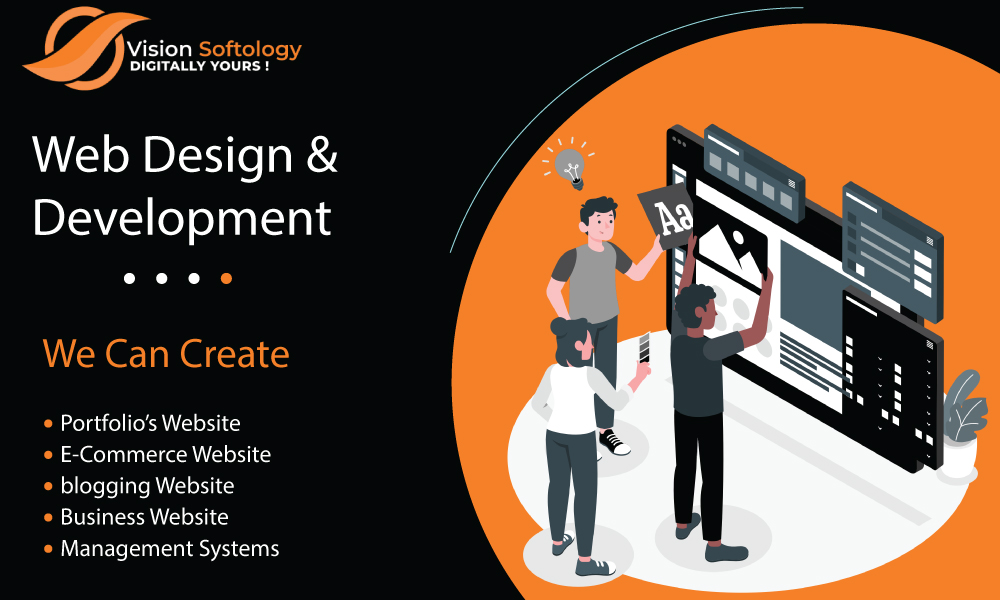 Vision Softology
DIGITALLY YOURS !
Web Design &
Development
We Can Create
• Portfolio’s Website
• E-Commerce Website
• blogging Website
• Business Website
• Management Systems
Aa